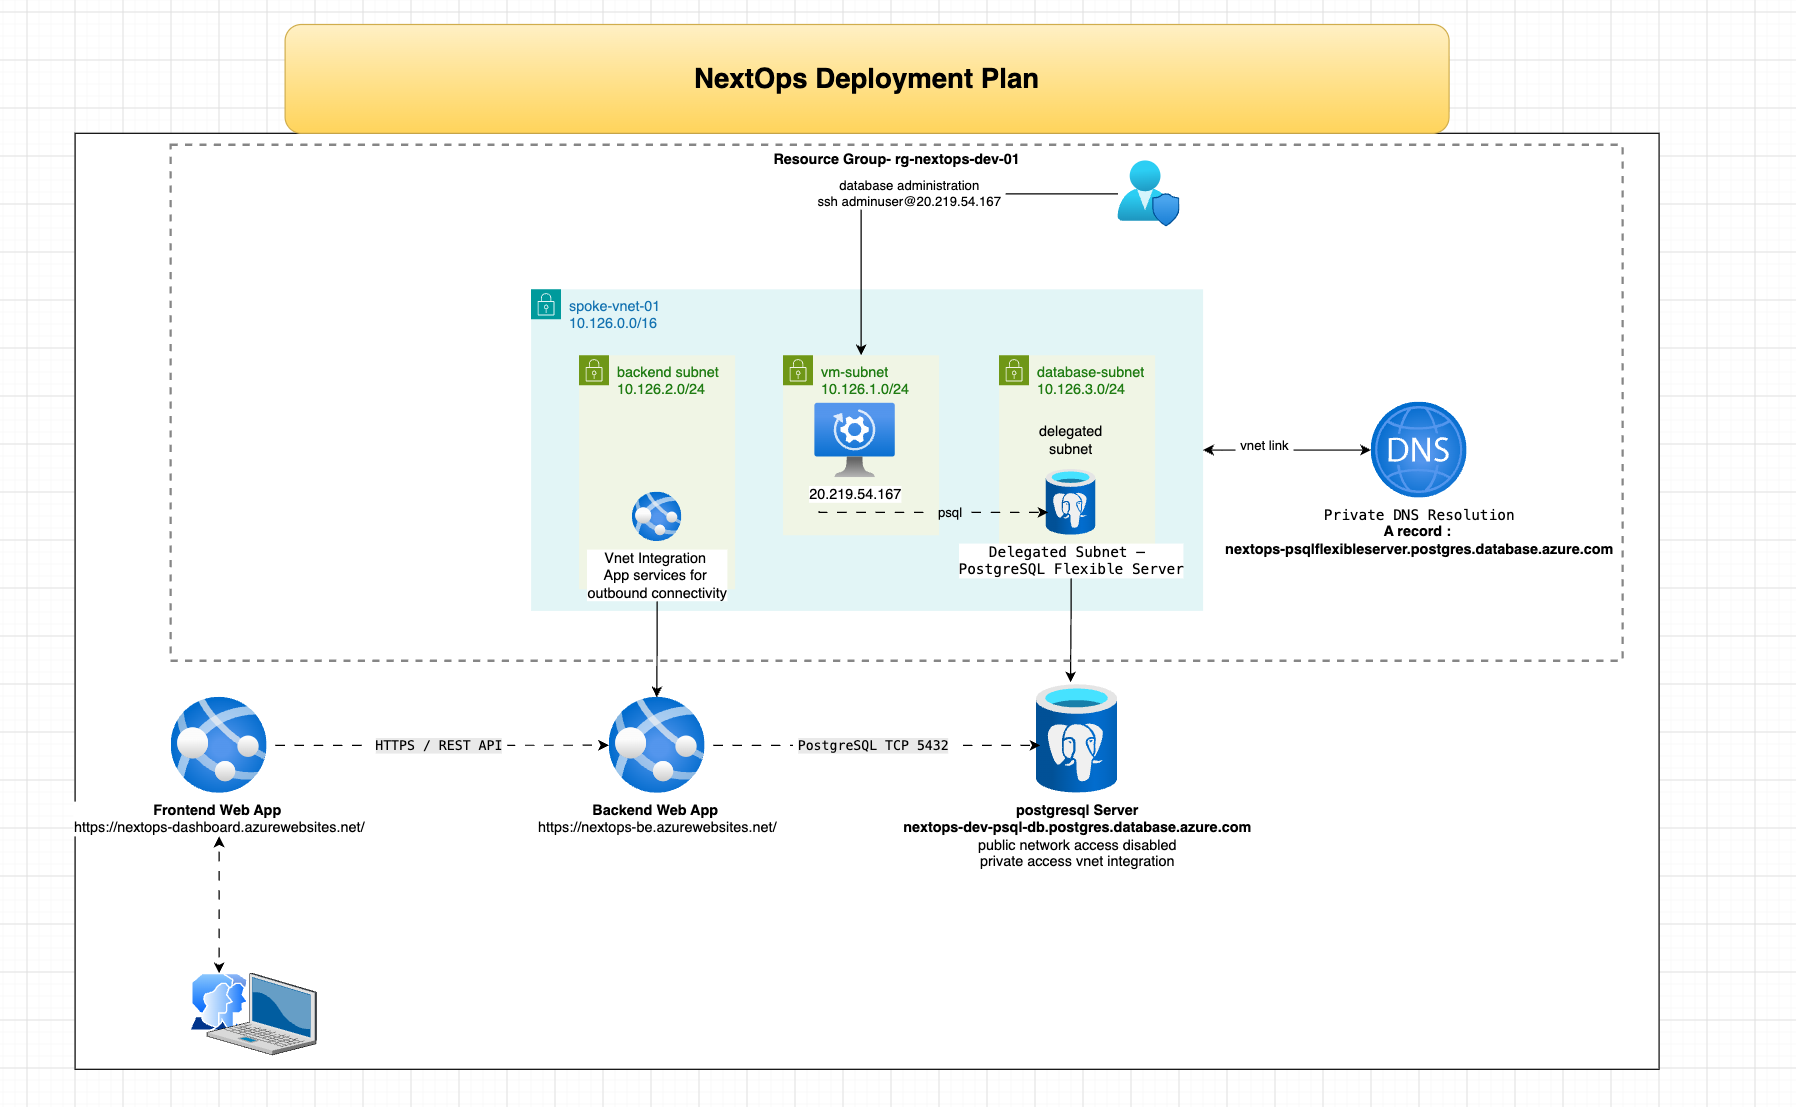 NextOps Deployment Plan
Resource Group- rg-nextops-dev-01
database administration
ssh adminuser@20.219.54.167
spoke-vnet-01
10.126.0.0/16
backend subnet
10.126.2.0/24
vm-subnet
10.126.1.0/24
database-subnet
10.126.3.0/24
delegated
subnet
vnet link
DNS
20.219.54.167
psql
Private DNS Resolution
A record :
nextops-psqlflexibleserver.postgres.database.azure.com
Vnet Integration
App services for
outbound connectivity
Delegated Subnet –
PostgreSQL Flexible Server
HTTPS / REST API
PostgreSQL TCP 5432
Frontend Web App
https://nextops-dashboard.azurewebsites.net/
Backend Web App
https://nextops-be.azurewebsites.net/
postgresql Server
nextops-dev-psql-db.postgres.database.azure.com
public network access disabled
private access vnet integration